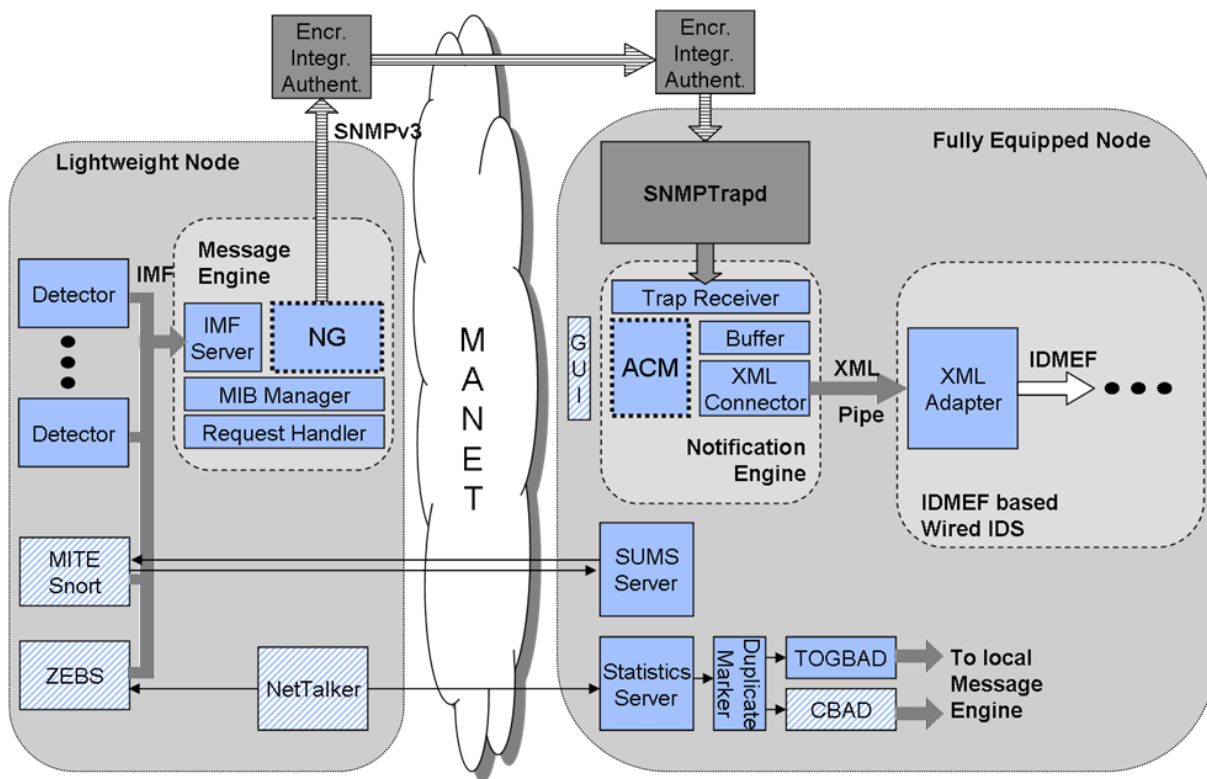 Encr.
Integr.
Authent.
Encr.
Integr.
Authent.
SNMPv3
Lightweight Node
Fully Equipped Node
Message
Engine
IMF
Detector
Detector
IMF
Server
NG
MIB Manager
Request Handler
MITE
Snort
ZEBS
NetTalker
MANET
SNMPTrapd
Trap Receiver
GUI
ACM
Buffer
XML
Connector
Notification
Engine
XML
Pipe
XML
Adapter
IDMEF
IDMEF based
Wired IDS
SUMS
Server
Statistics
Server
Duplicate
Marker
TOGBAD
CBAD
To local
Message
Engine